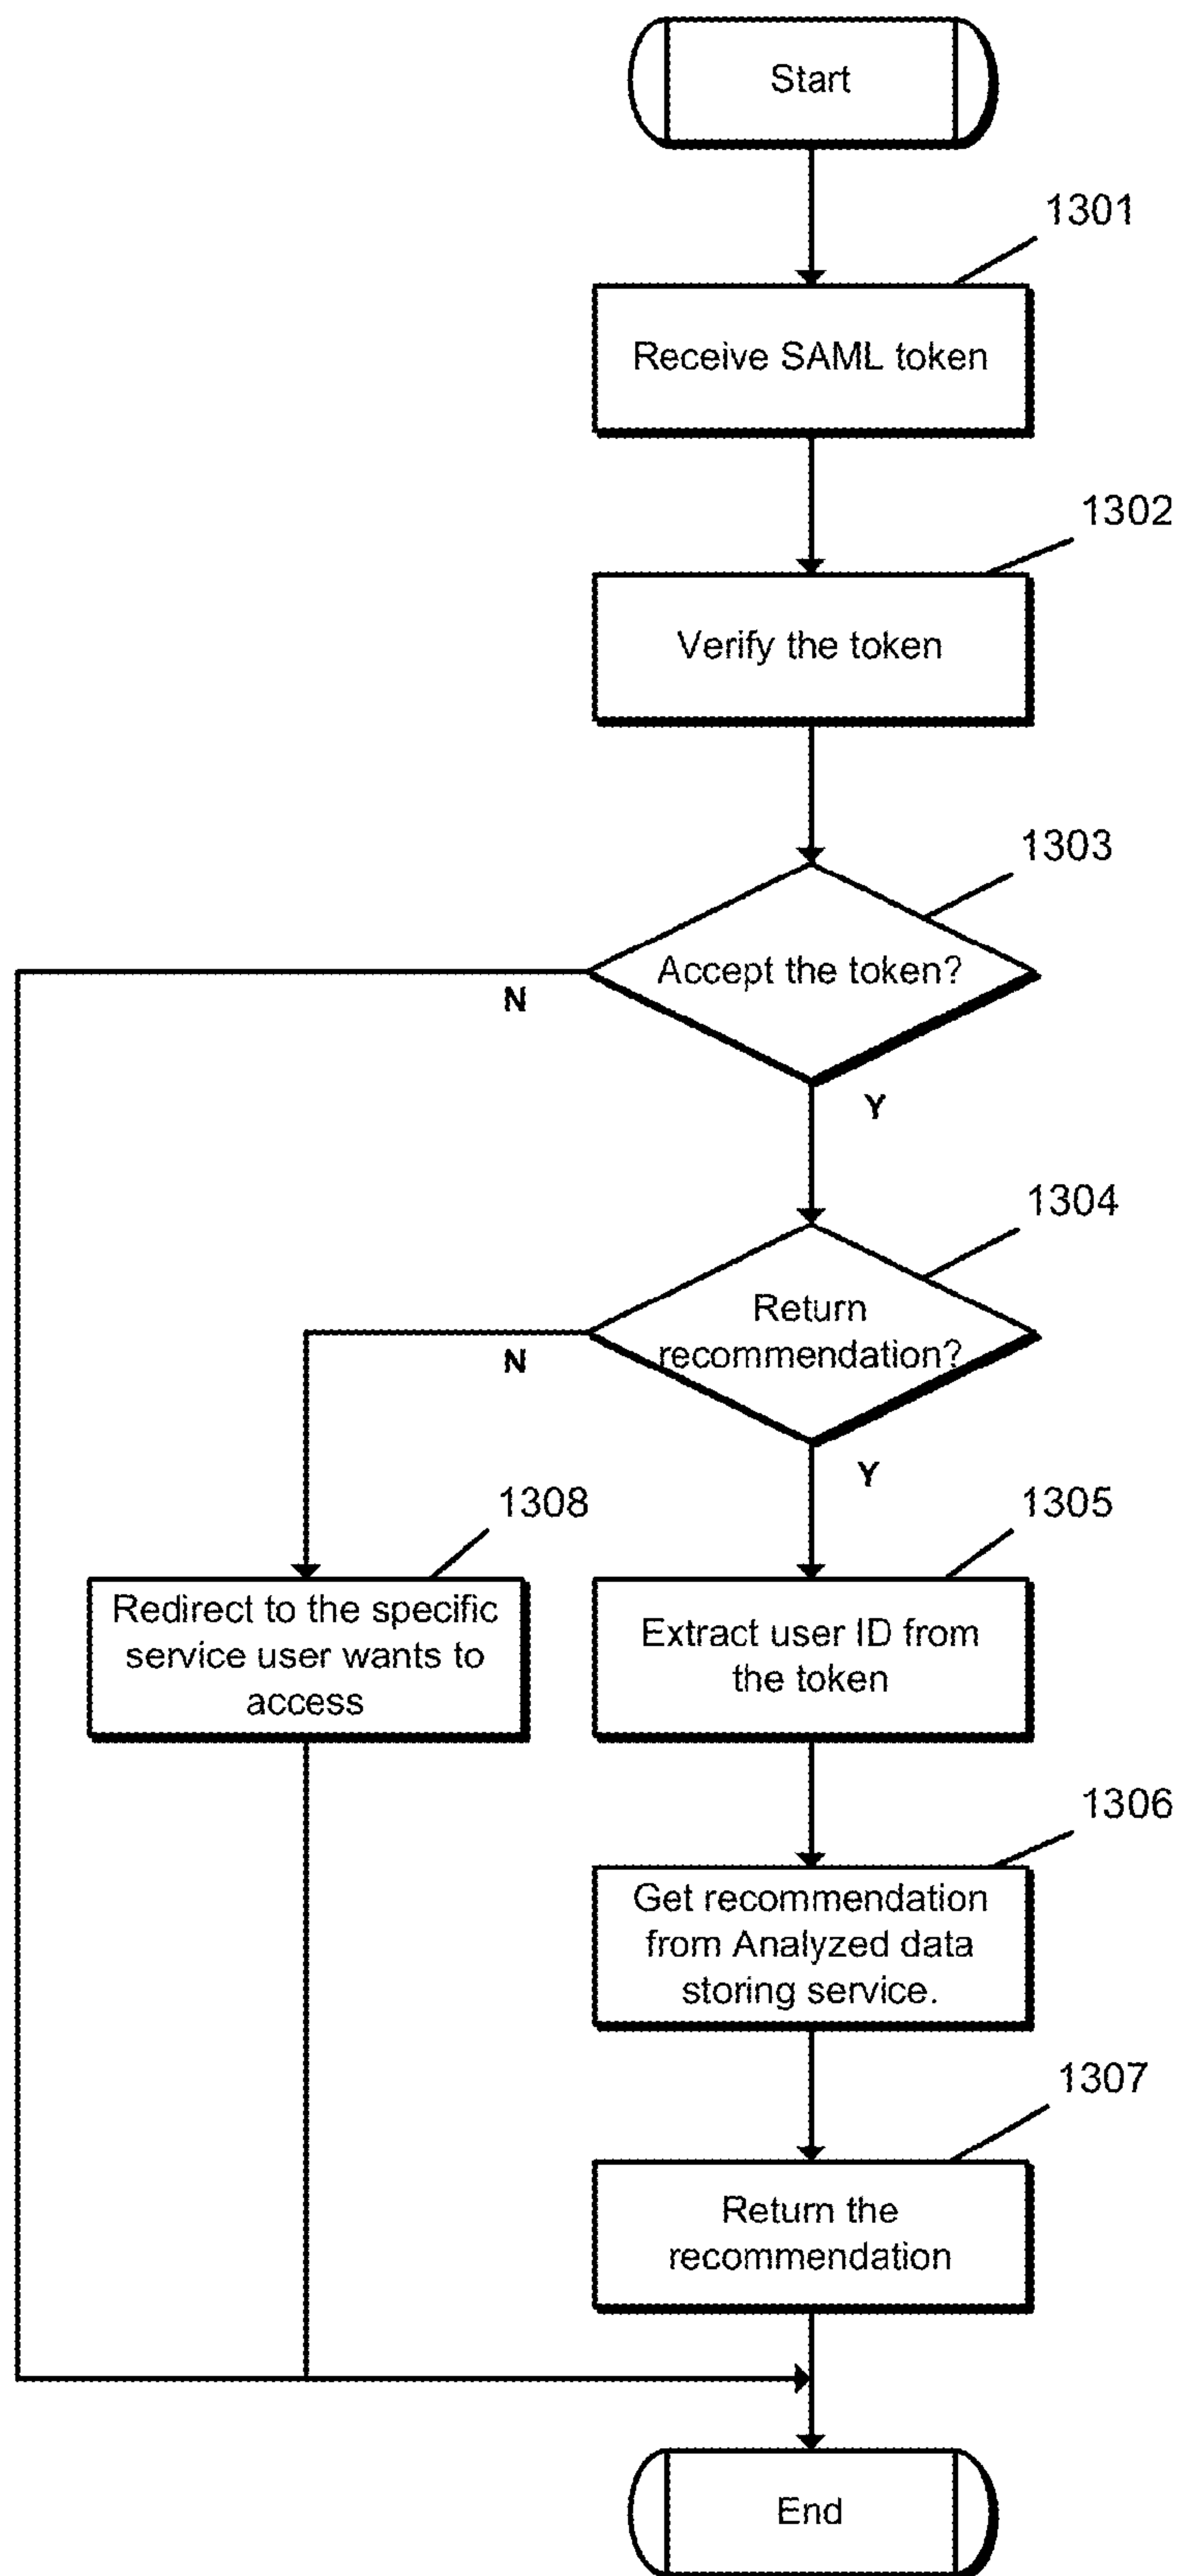 Start
1301
Receive SAML token
1302
Verify the token
1303
Accept the token?
N
Y
1304
Return
recommendation?
N
Y
1308
Redirect to the specific
service user wants to
access
1305
Extract user ID from
the token
1306
Get recommendation
from Analyzed data
storing service.
1307
Return the
recommendation
End